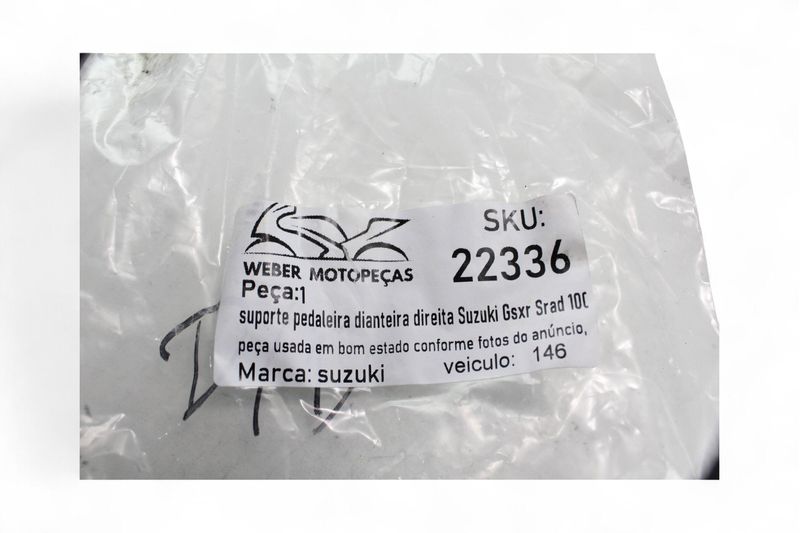 SKU:
22336
WEBER MOTOPEÇAS
Peça:1
suporte pedaleira dianteira direita Suzuki Gsxr Srad 100
peça usada em bom estado conforme fotos do anúncio,
Marca: suzuki veiculo: 146